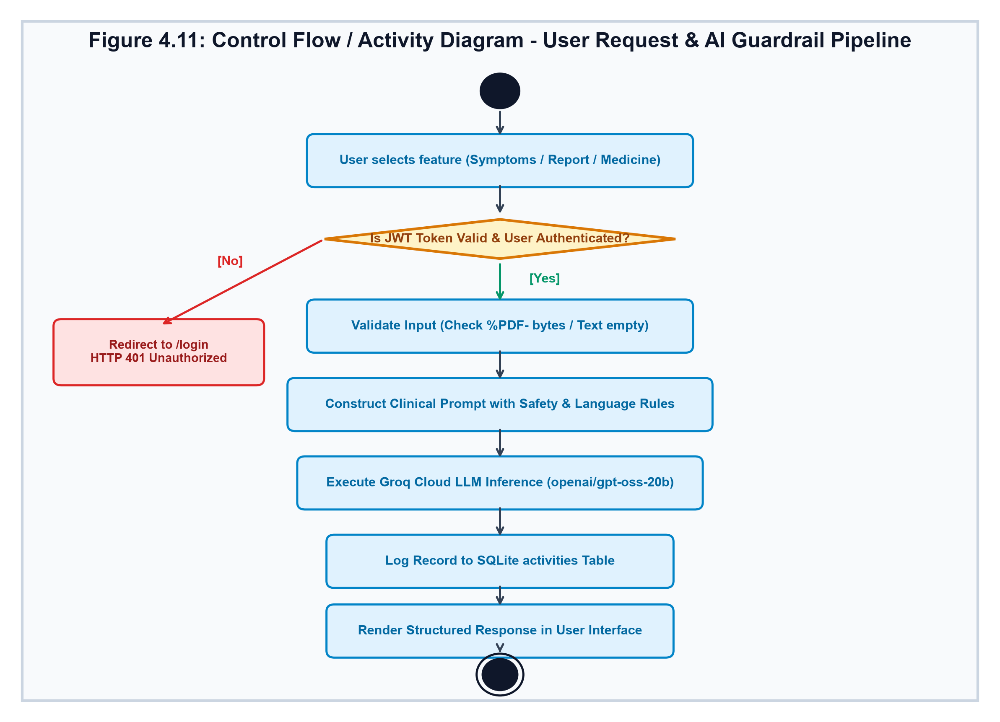 Figure 4.11: Control Flow / Activity Diagram - User Request & AI Guardrail Pipeline
User selects feature (Symptoms / Report / Medicine)
Is JWT Token Valid & User Authenticated?
[No]
[Yes]
Validate Input (Check %PDF- bytes / Text empty)
Redirect to /login
HTTP 401 Unauthorized
Construct Clinical Prompt with Safety & Language Rules
Execute Groq Cloud LLM Inference (openai/gpt-oss-20b)
Log Record to SQLite activities Table
Render Structured Response in User Interface